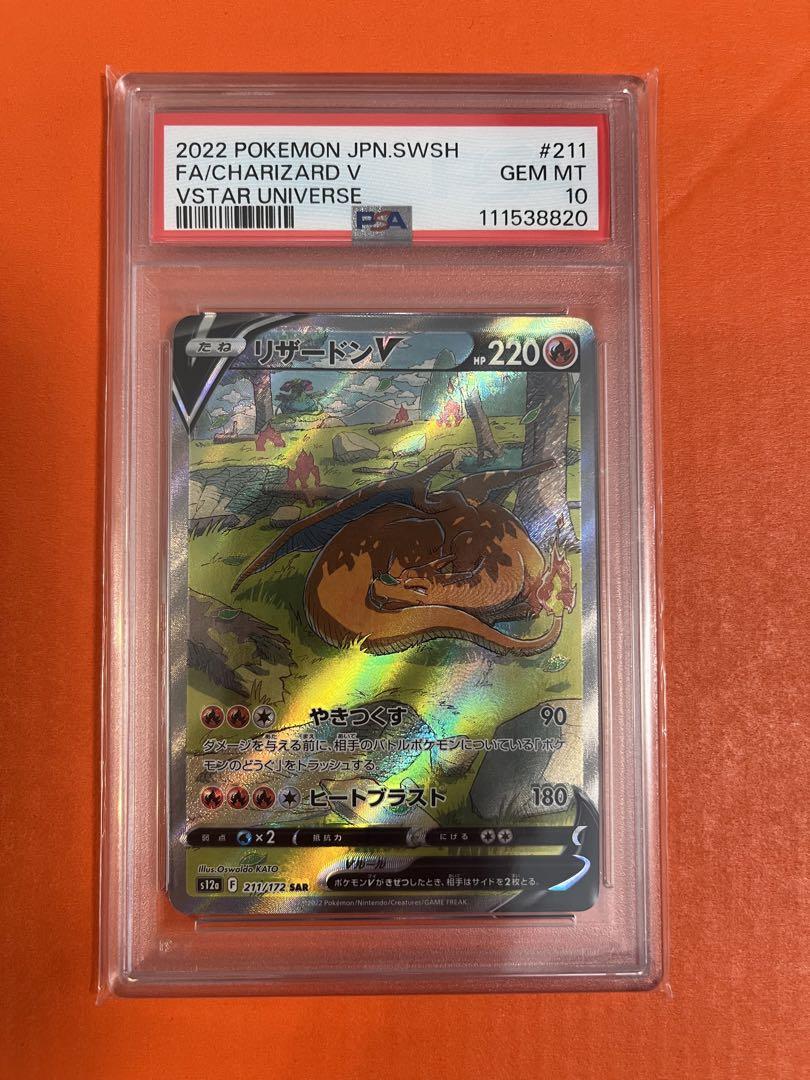 2022 POKEMON JPN.SWSH #211
FA/CHARIZARD V GEM MT
VSTAR UNIVERSE 10
PSA 111538820
たね リザードンV HP 220
やきつくす 90
ダメージを与える前に、相手のバトルポケモンについている「ポケ
モンのどうぐ」をトラッシュする。
ヒートブラスト 180
弱点 ×2 抵抗力 にげる
Illus.Oswaldo KATO Vルール
s12a F 211/172 SAR ポケモンVがきぜつしたとき、相手はサイドを2枚とる。
©2022 Pokémon/Nintendo/Creatures/GAME FREAK.